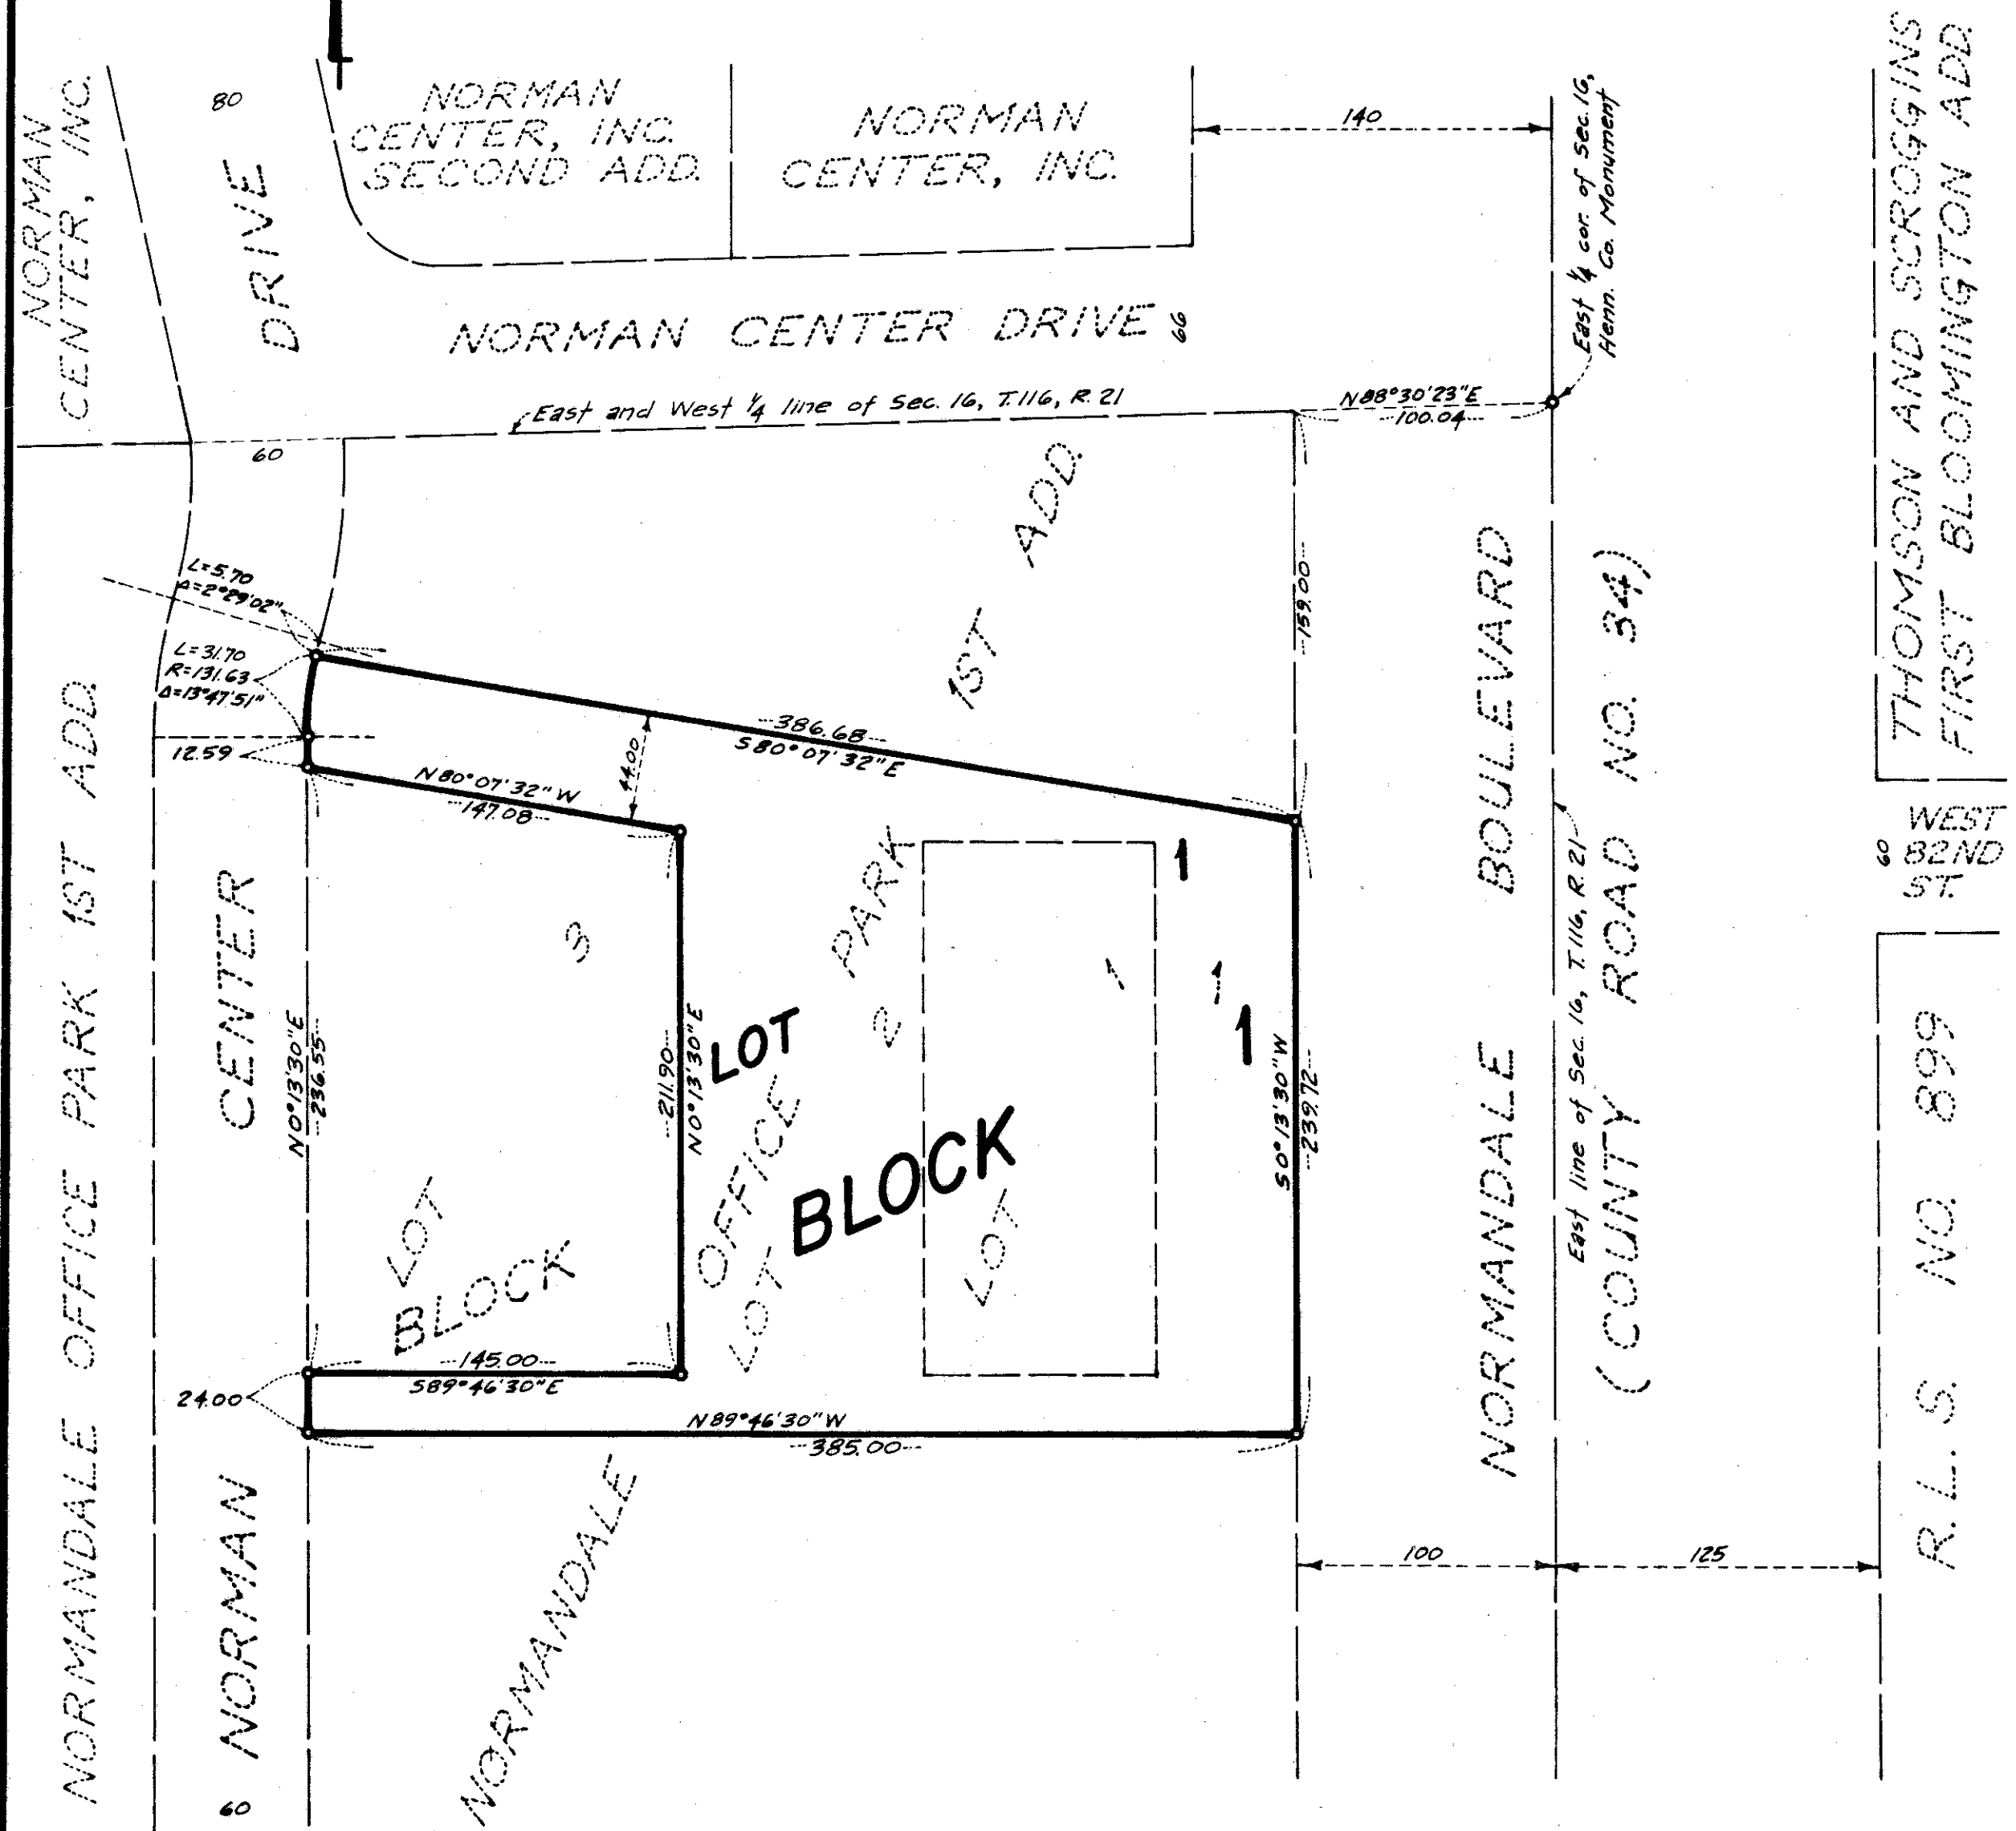 NORMAN
CENTER, INC.
80
DRIVE
NORMAN
CENTER, INC.
SECOND ADD.
NORMAN
CENTER, INC.
140
East 1/4 cor. of Sec. 16,
Henn. Co. Monument
THOMSON AND SCROGGINS
FIRST BLOOMINGTON ADD.
NORMAN CENTER DRIVE
66
East and West 1/4 line of Sec. 16, T.116, R.21
N88°30'23"E
100.04
60
L=5.70
Δ=2°29'02"
L=31.70
R=131.63
Δ=13°47'51"
12.59
386.68
S80°07'32"E
N80°07'32"W
147.08
44.00
159.00
1ST ADD.
NORMANDALE OFFICE PARK 1ST ADD.
NORMAN CENTER
60
N0°13'30"E
236.55
211.90
N0°13'30"E
LOT 3
BLOCK 1
LOT 1
BLOCK 1
LOT 2
LOT 1
NORMANDALE OFFICE PARK
S0°13'30"W
239.72
145.00
S89°46'30"E
24.00
N89°46'30"W
385.00
NORMANDALE BOULEVARD
East line of Sec. 16, T.116, R.21
(COUNTY ROAD NO. 34)
WEST
82ND
ST.
60
100
125
R.L.S. NO. 899